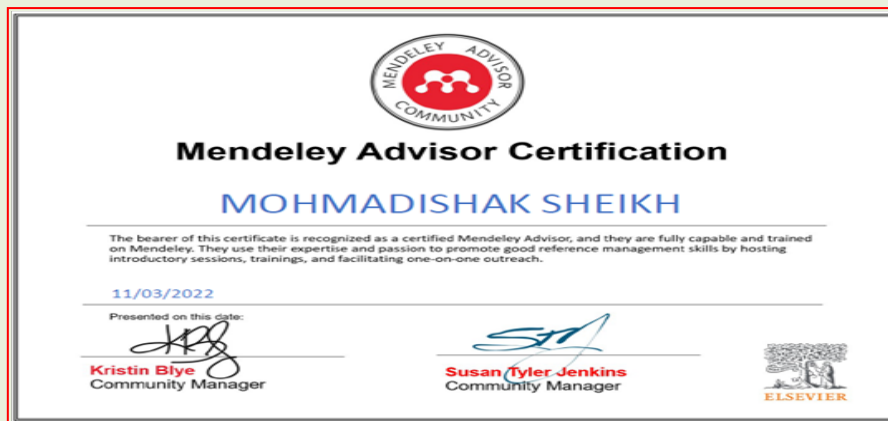 MENDELEY ADVISOR
COMMUNITY
Mendeley Advisor Certification
MOHMADISHAK SHEIKH
The bearer of this certificate is recognized as a certified Mendeley Advisor, and they are fully capable and trained
on Mendeley. They use their expertise and passion to promote good reference management skills by hosting
introductory sessions, trainings, and facilitating one-on-one outreach.
11/03/2022
Presented on this date:
Kristin Blye
Community Manager
Susan Tyler Jenkins
Community Manager
ELSEVIER